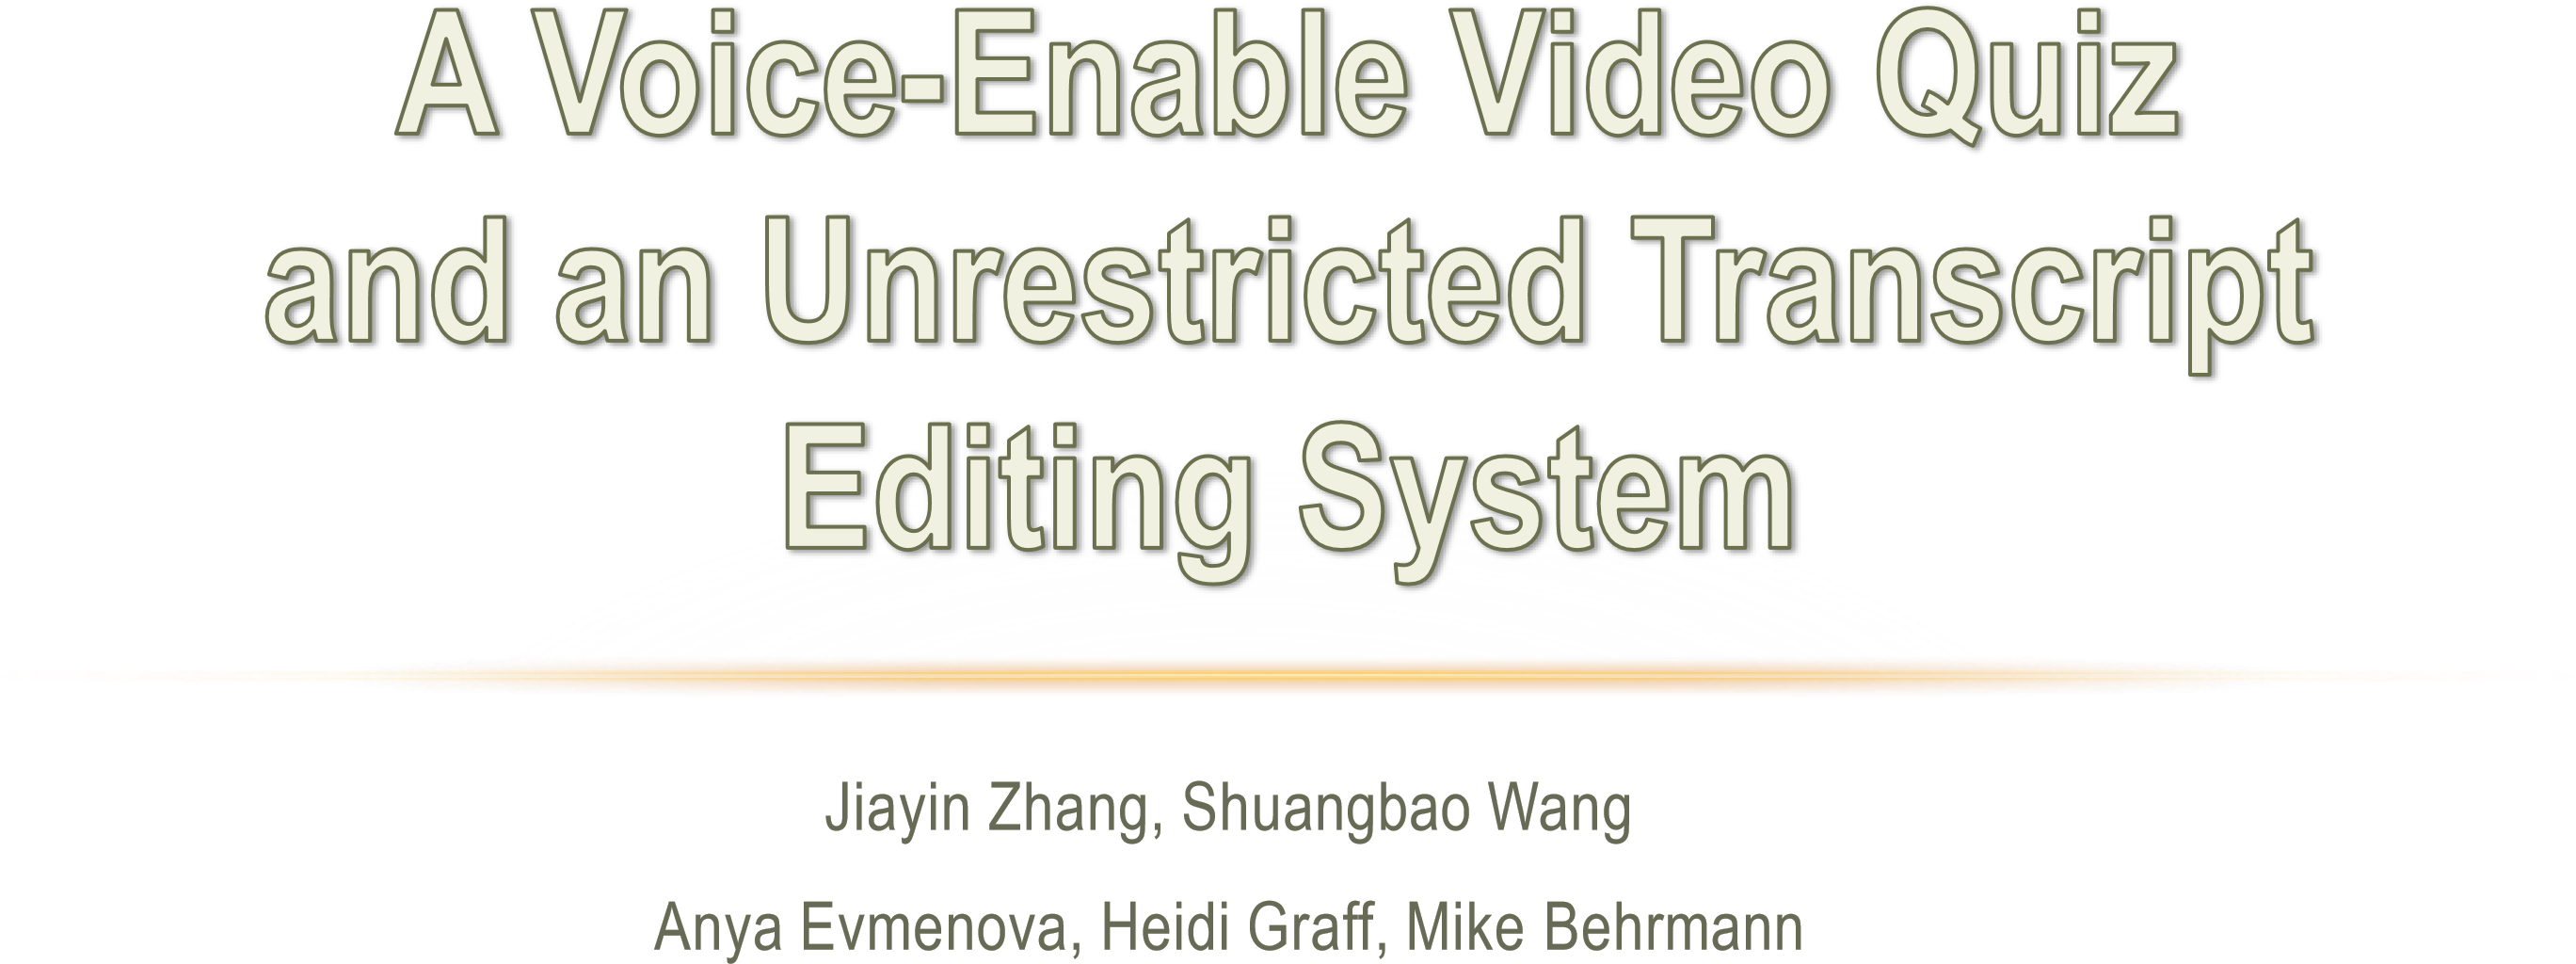 A Voice-Enable Video Quiz
and an Unrestricted Transcript
Editing System
Jiayin Zhang, Shuangbao Wang
Anya Evmenova, Heidi Graff, Mike Behrmann